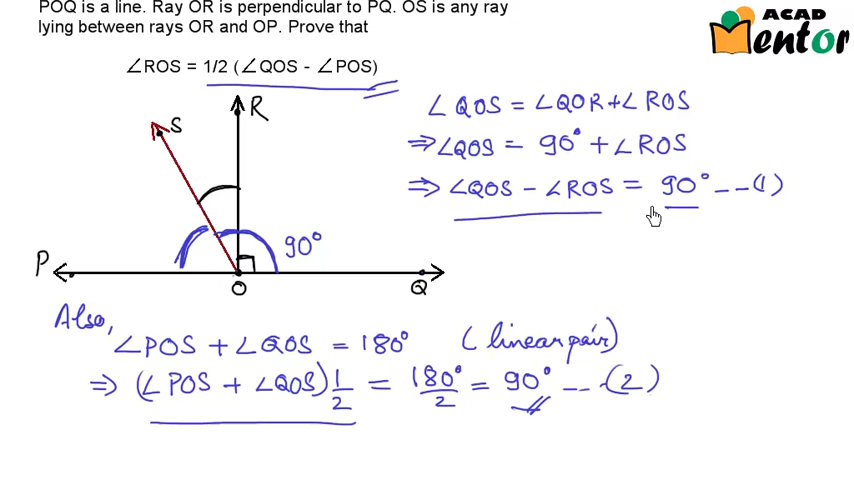 POQ is a line. Ray OR is perpendicular to PQ. OS is any ray
lying between rays OR and OP. Prove that
∠ROS = 1/2 (∠QOS - ∠POS)
ACAD
Mentor
R
S
90°
P
O
Q
∠QOS = ∠QOR + ∠ROS
⇒ ∠QOS = 90° + ∠ROS
⇒ ∠QOS - ∠ROS = 90° --(1)
Also,
∠POS + ∠QOS = 180° (linear pair)
⇒ (∠POS + ∠QOS) 1/2 = 180°/2 = 90° --(2)